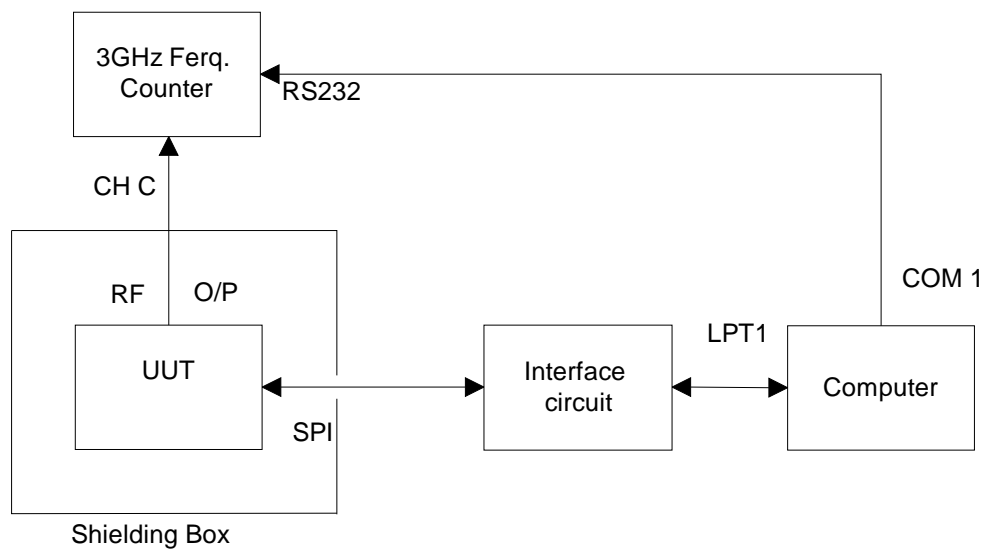 3GHz Ferq.
Counter
RS232
CH C
COM 1
RF
O/P
LPT1
UUT
Interface
circuit
Computer
SPI
Shielding Box